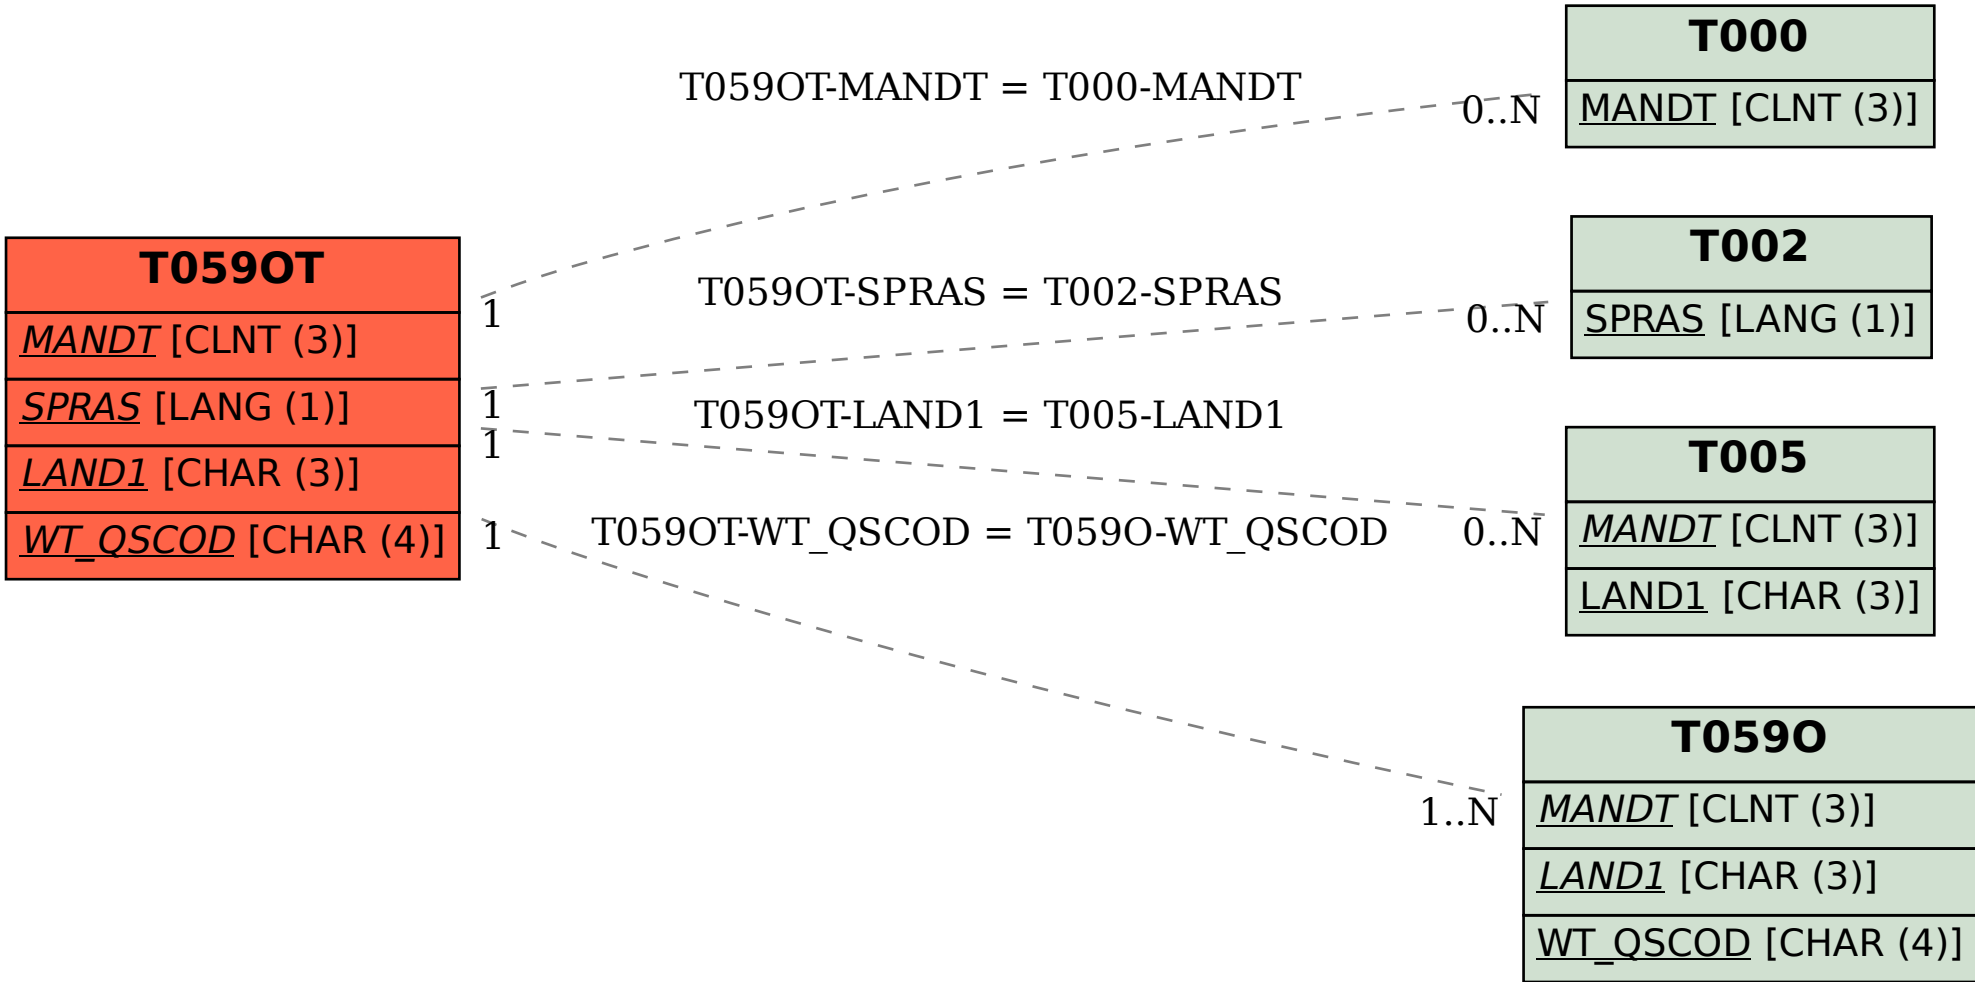 T059OT
MANDT [CLNT (3)]
SPRAS [LANG (1)]
LAND1 [CHAR (3)]
WT_QSCOD [CHAR (4)]
T059OT-MANDT = T000-MANDT
1
0..N
T059OT-SPRAS = T002-SPRAS
1
0..N
T059OT-LAND1 = T005-LAND1
1
0..N
T059OT-WT_QSCOD = T059O-WT_QSCOD
1
1..N
T000
MANDT [CLNT (3)]
T002
SPRAS [LANG (1)]
T005
MANDT [CLNT (3)]
LAND1 [CHAR (3)]
T059O
MANDT [CLNT (3)]
LAND1 [CHAR (3)]
WT_QSCOD [CHAR (4)]